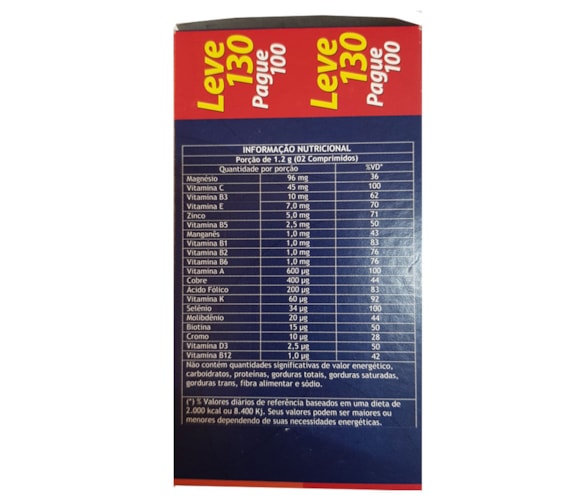 Leve
130
Pague
100
Leve
130
Pague
100
INFORMAÇÃO NUTRICIONAL
Porção de 1.2 g (02 Comprimidos)
Quantidade por porção %VD*
Magnésio 96 mg 36
Vitamina C 45 mg 100
Vitamina B3 10 mg 62
Vitamina E 7,0 mg 70
Zinco 5,0 mg 71
Vitamina B5 2,5 mg 50
Manganês 1,0 mg 43
Vitamina B1 1,0 mg 83
Vitamina B2 1,0 mg 76
Vitamina B6 1,0 mg 76
Vitamina A 600 µg 100
Cobre 400 µg 44
Ácido Fólico 200 µg 83
Vitamina K 60 µg 92
Selênio 34 µg 100
Molibdênio 20 µg 44
Biotina 15 µg 50
Cromo 10 µg 28
Vitamina D3 2,5 µg 50
Vitamina B12 1,0 µg 42
Não contém quantidades significativas de valor energético,
carboidratos, proteínas, gorduras totais, gorduras saturadas,
gorduras trans, fibra alimentar e sódio.
(*) % Valores diários de referência baseados em uma dieta de
2.000 kcal ou 8.400 Kj. Seus valores podem ser maiores ou
menores dependendo de suas necessidades energéticas.